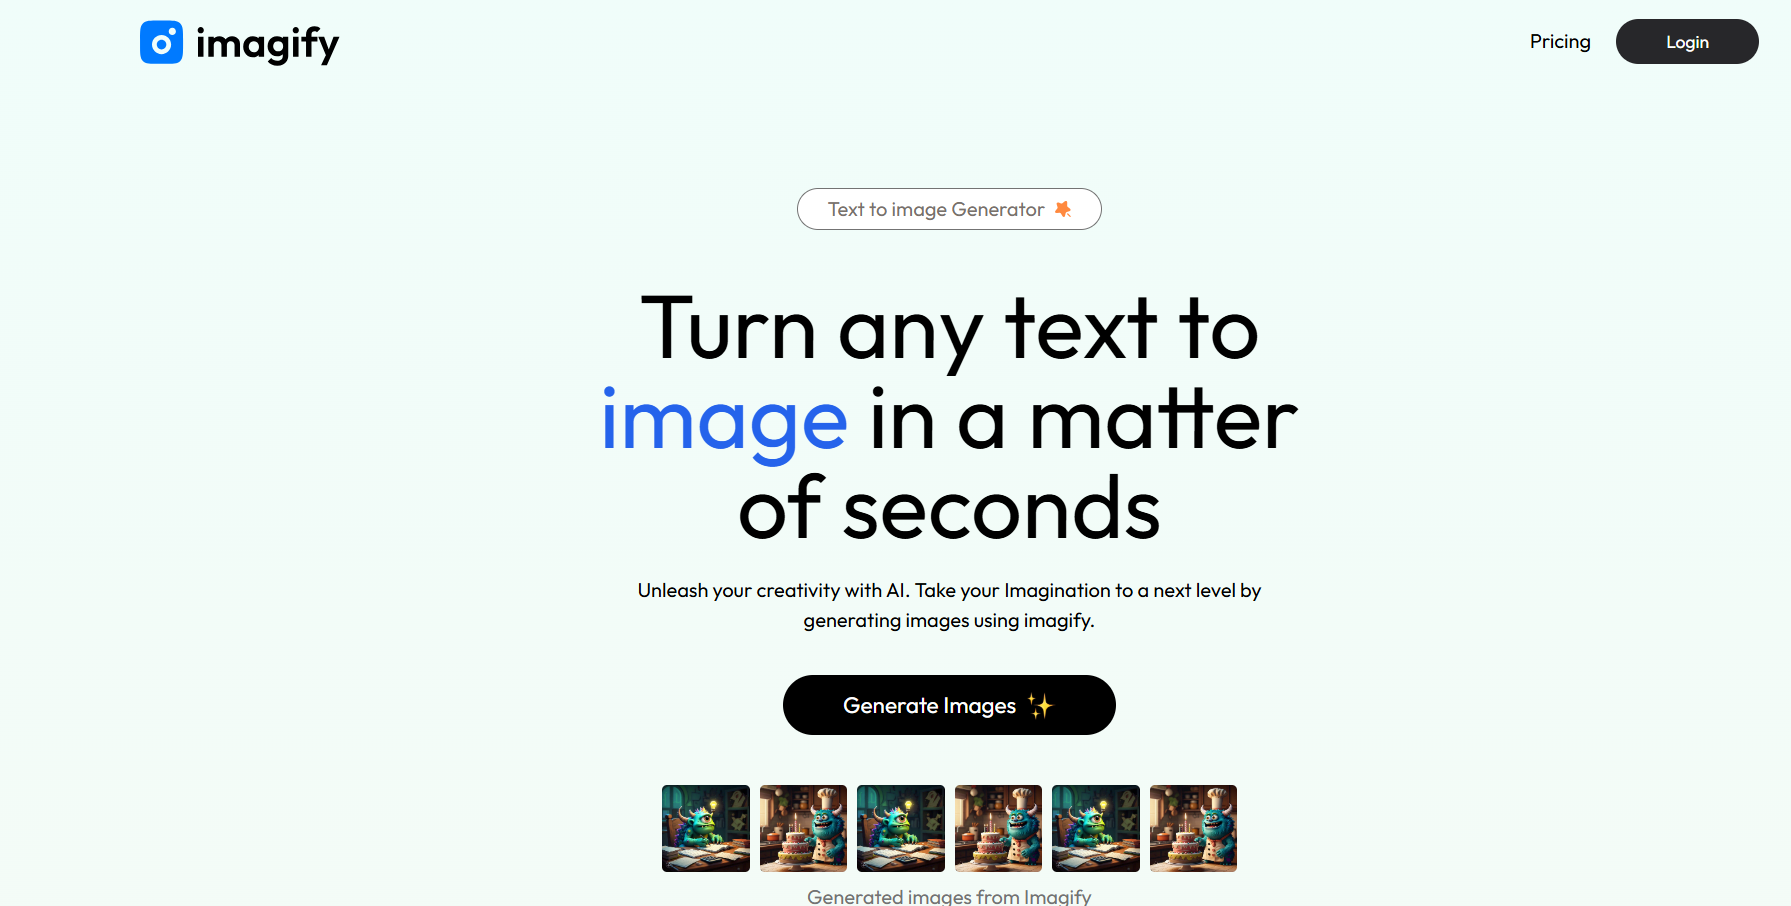 imagify
Pricing
Login
Text to image Generator
Turn any text to
image in a matter
of seconds
Unleash your creativity with AI. Take your Imagination to a next level by
generating images using imagify.
Generate Images ✨
Generated images from Imagify